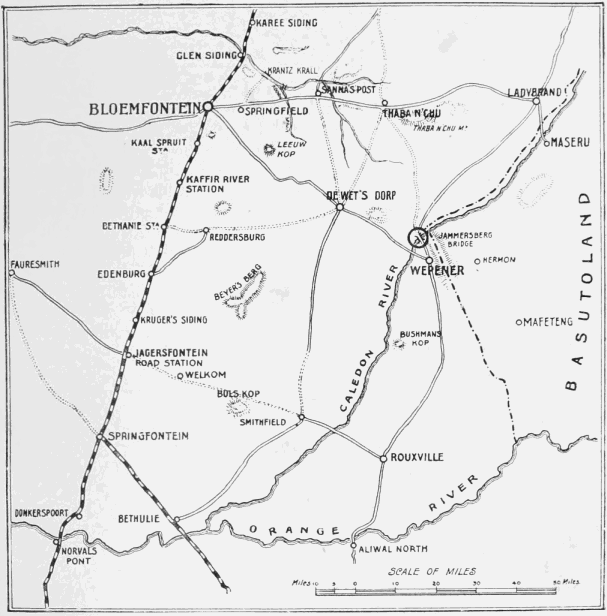 KAREE SIDING
GLEN SIDING
KRANTZ KRALL
SANNA'S POST
LADYBRAND
BLOEMFONTEIN
SPRINGFIELD
THABA N'CHU
THABA N'CHU Mt
KAAL SPRUIT
STA
LEEUW
KOP
MASERU
KAFFIR RIVER
STATION
DEWET'S DORP
BETHANIE STA
REDDERSBURG
JAMMERSBERG
BRIDGE
FAURESMITH
EDENBURG
BEYER'S BERG
WEPENER
HERMON
BASUTOLAND
KRUGER'S SIDING
CALEDON RIVER
BUSHMANS
KOP
MAFETENG
JAGERSFONTEIN
ROAD STATION
WELKOM
BULS KOP
SMITHFIELD
SPRINGFONTEIN
ROUXVILLE
DONKERSPOORT
BETHULIE
ORANGE RIVER
NORVALS
PONT
ALIWAL NORTH
SCALE OF MILES
Miles 10 5 0 10 20 30 40 50 Miles